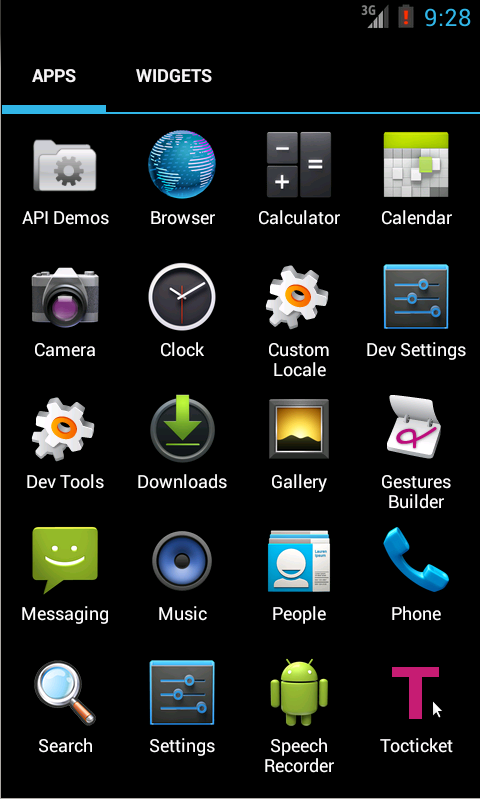 3G 9:28
APPS WIDGETS
API Demos Browser Calculator Calendar
Camera Clock Custom Locale Dev Settings
Dev Tools Downloads Gallery Gestures Builder
Messaging Music People Phone
Search Settings Speech Recorder Tocticket
T